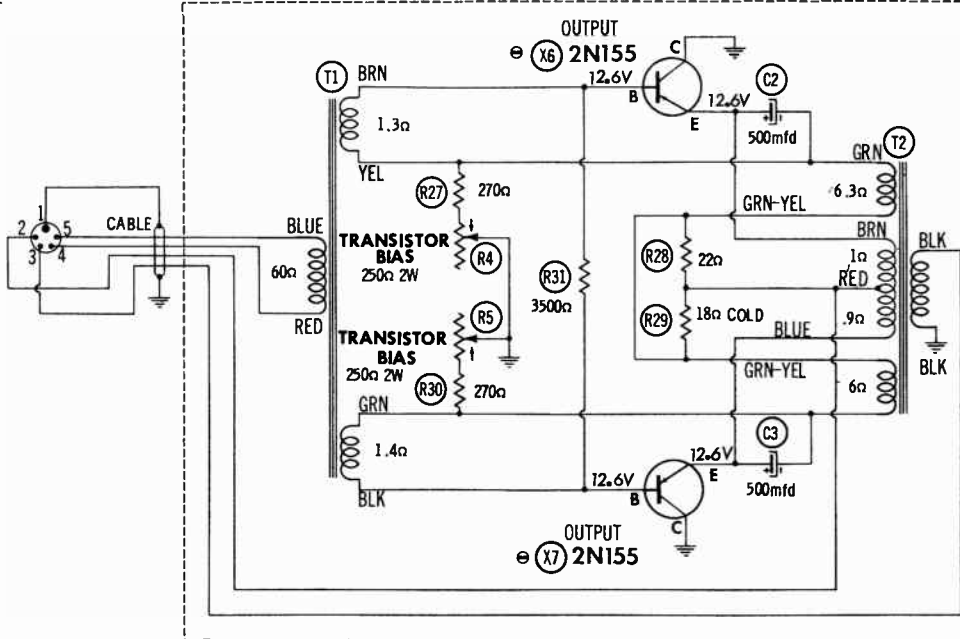 OUTPUT
⊖ X6 2N155
C
12.6V
B
E
12.6V
C2
500mfd
T1
BRN
1.3Ω
YEL
GRN
T2
R27
270Ω
6.3Ω
GRN-YEL
1
2
5
3
4
CABLE
BLUE
60Ω
RED
TRANSISTOR
BIAS
250Ω 2W
R4
R31
3500Ω
R28
22Ω
BRN
1Ω
RED
BLK
R5
TRANSISTOR
BIAS
250Ω 2W
R29
18Ω COLD
.9Ω
BLUE
GRN-YEL
BLK
R30
270Ω
6Ω
GRN
1.4Ω
BLK
C3
12.6V
E
500mfd
12.6V
B
C
OUTPUT
⊖ X7 2N155